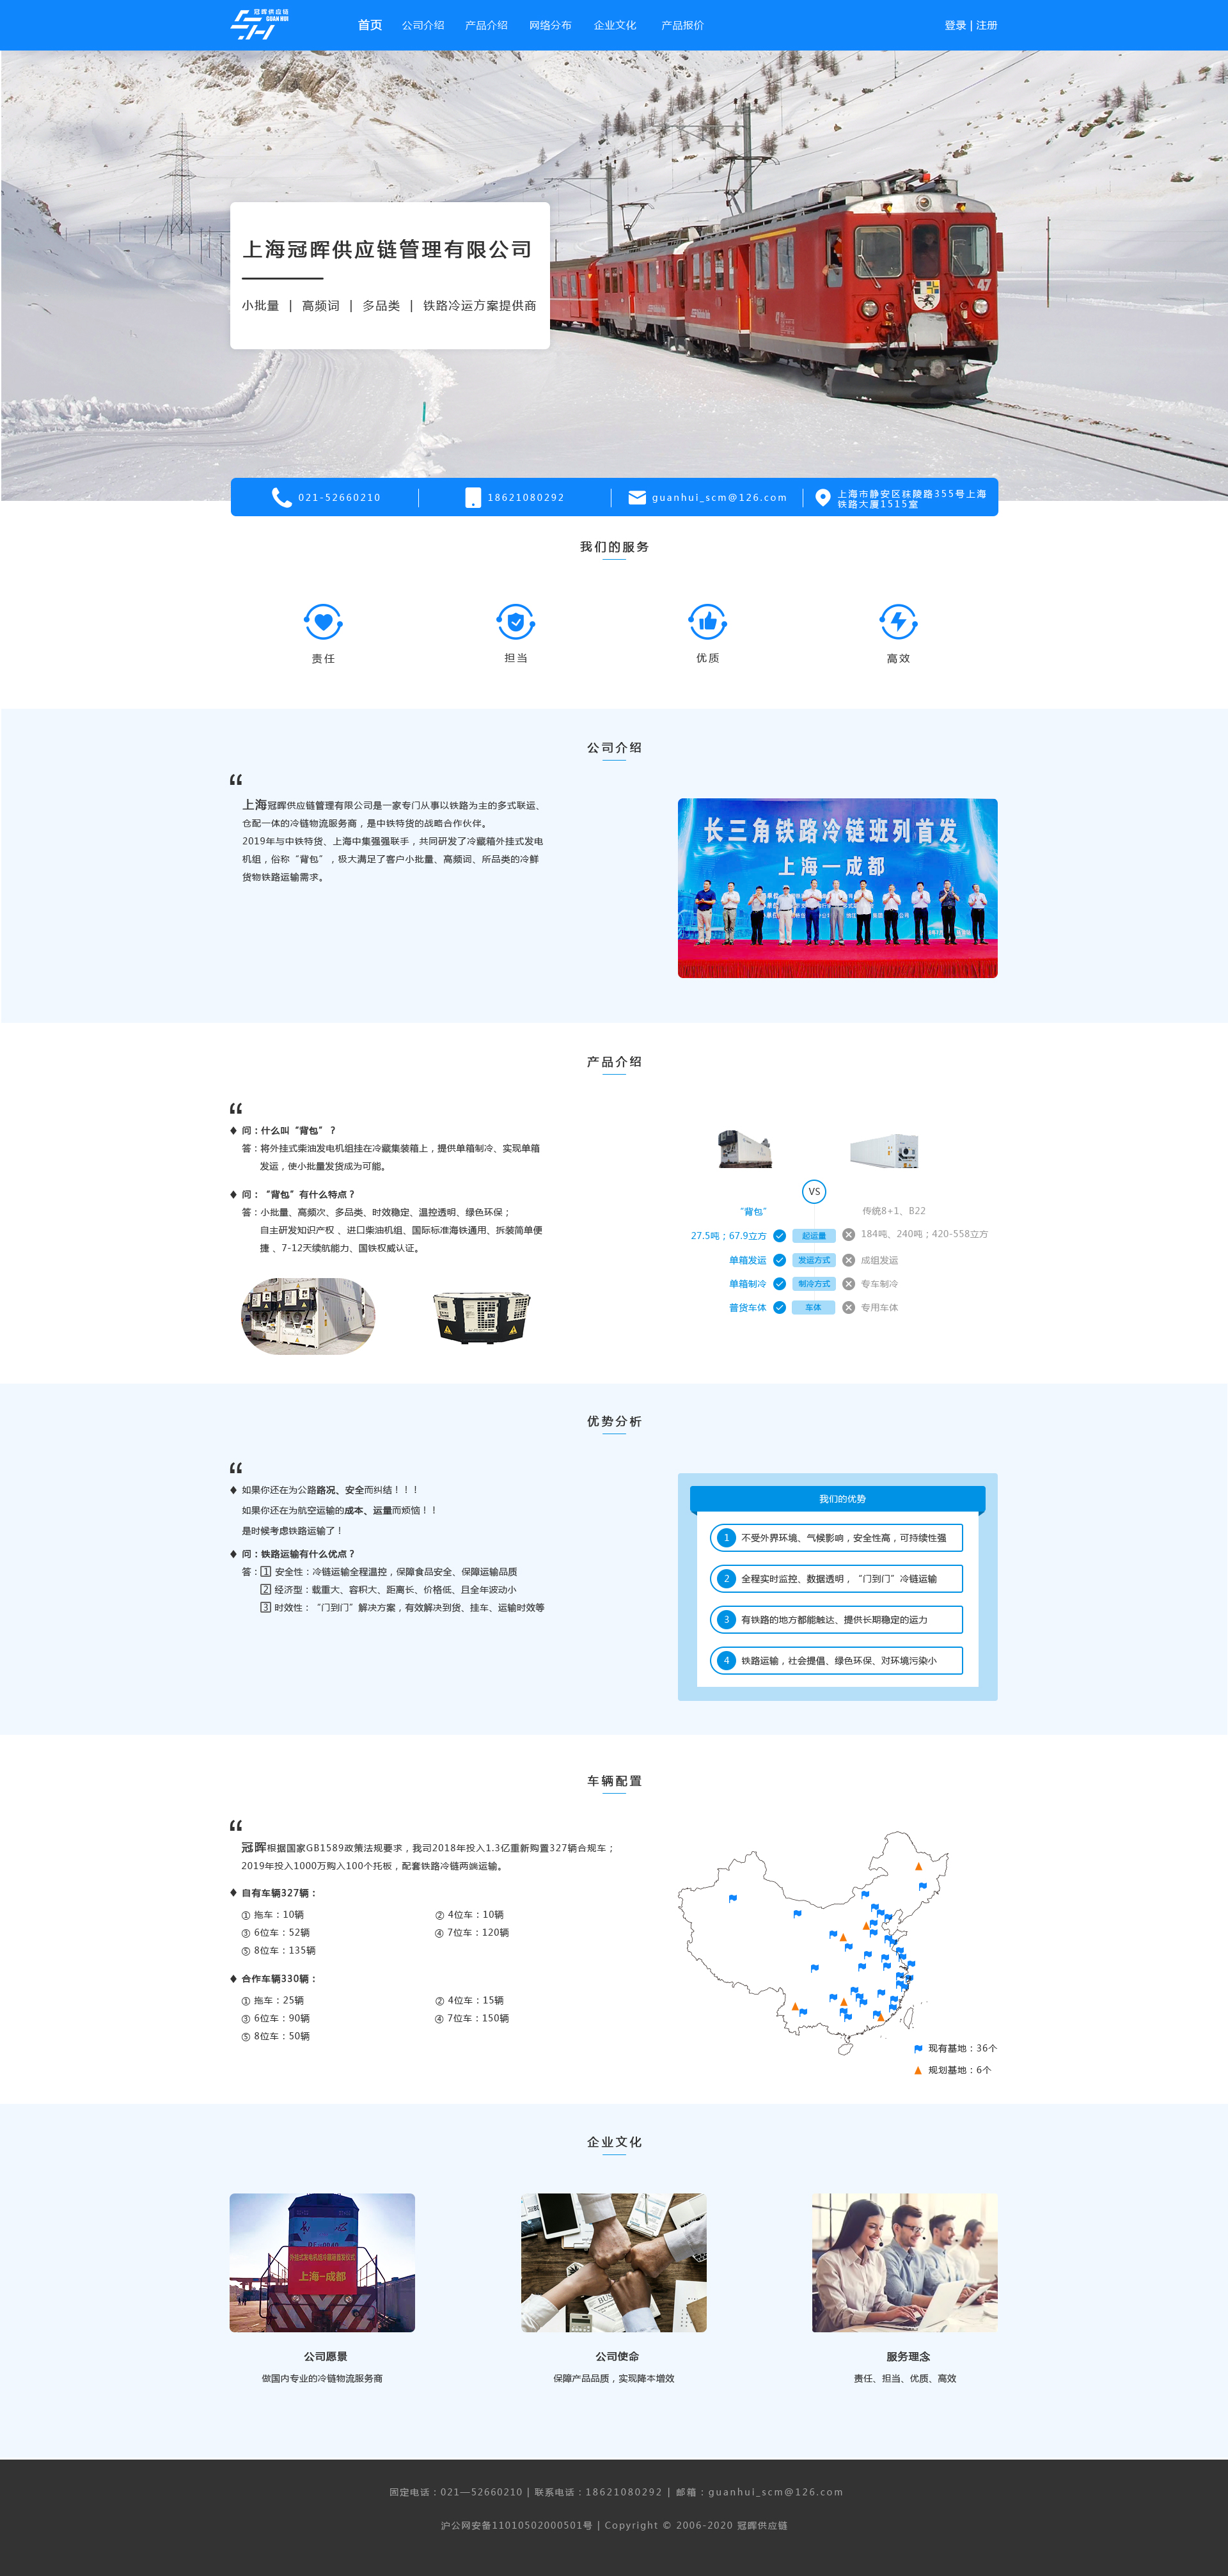 冠晖供应链
GUAN HUI
首页 公司介绍 产品介绍 网络分布 企业文化 产品报价 登录 | 注册
上海冠晖供应链管理有限公司
小批量 | 高频词 | 多品类 | 铁路冷运方案提供商
47
021-52660210
18621080292
guanhui_scm@126.com
上海市静安区秣陵路355号上海
铁路大厦1515室
我们的服务
责任 担当 优质 高效
公司介绍
上海冠晖供应链管理有限公司是一家专门从事以铁路为主的多式联运、
仓配一体的冷链物流服务商，是中铁特货的战略合作伙伴。
2019年与中铁特货、上海中集强强联手，共同研发了冷藏箱外挂式发电
机组，俗称“背包”，极大满足了客户小批量、高频词、所品类的冷鲜
货物铁路运输需求。
长三角铁路冷链班列首发
上海—成都
产品介绍
问：什么叫“背包”？
答：将外挂式柴油发电机组挂在冷藏集装箱上，提供单箱制冷、实现单箱
发运，使小批量发货成为可能。
问：“背包”有什么特点？
答：小批量、高频次、多品类、时效稳定、温控透明、绿色环保；
自主研发知识产权 、进口柴油机组、国际标准海铁通用、拆装简单便
捷 、7-12天续航能力、国铁权威认证。
VS
“背包” 传统8+1、B22
27.5吨；67.9立方 起运量 184吨、240吨；420-558立方
单箱发运 发运方式 成组发运
单箱制冷 制冷方式 专车制冷
普货车体 车体 专用车体
优势分析
如果你还在为公路路况、安全而纠结！！！
如果你还在为航空运输的成本、运量而烦恼！！
是时候考虑铁路运输了！
问：铁路运输有什么优点？
答：1 安全性：冷链运输全程温控，保障食品安全、保障运输品质
2 经济型：载重大、容积大、距离长、价格低、且全年波动小
3 时效性：“门到门”解决方案，有效解决到货、挂车、运输时效等
我们的优势
1 不受外界环境、气候影响，安全性高，可持续性强
2 全程实时监控、数据透明，“门到门”冷链运输
3 有铁路的地方都能触达、提供长期稳定的运力
4 铁路运输，社会提倡、绿色环保、对环境污染小
车辆配置
冠晖根据国家GB1589政策法规要求，我司2018年投入1.3亿重新购置327辆合规车；
2019年投入1000万购入100个托板，配套铁路冷链两端运输。
自有车辆327辆：
① 拖车：10辆 ② 4位车：10辆
③ 6位车：52辆 ④ 7位车：120辆
⑤ 8位车：135辆
合作车辆330辆：
① 拖车：25辆 ② 4位车：15辆
③ 6位车：90辆 ④ 7位车：150辆
⑤ 8位车：50辆
现有基地：36个
规划基地：6个
企业文化
上海-成都
公司愿景 公司使命 服务理念
做国内专业的冷链物流服务商 保障产品品质，实现降本增效 责任、担当、优质、高效
固定电话：021—52660210 | 联系电话：18621080292 | 邮箱：guanhui_scm@126.com
沪公网安备11010502000501号 | Copyright © 2006-2020 冠晖供应链